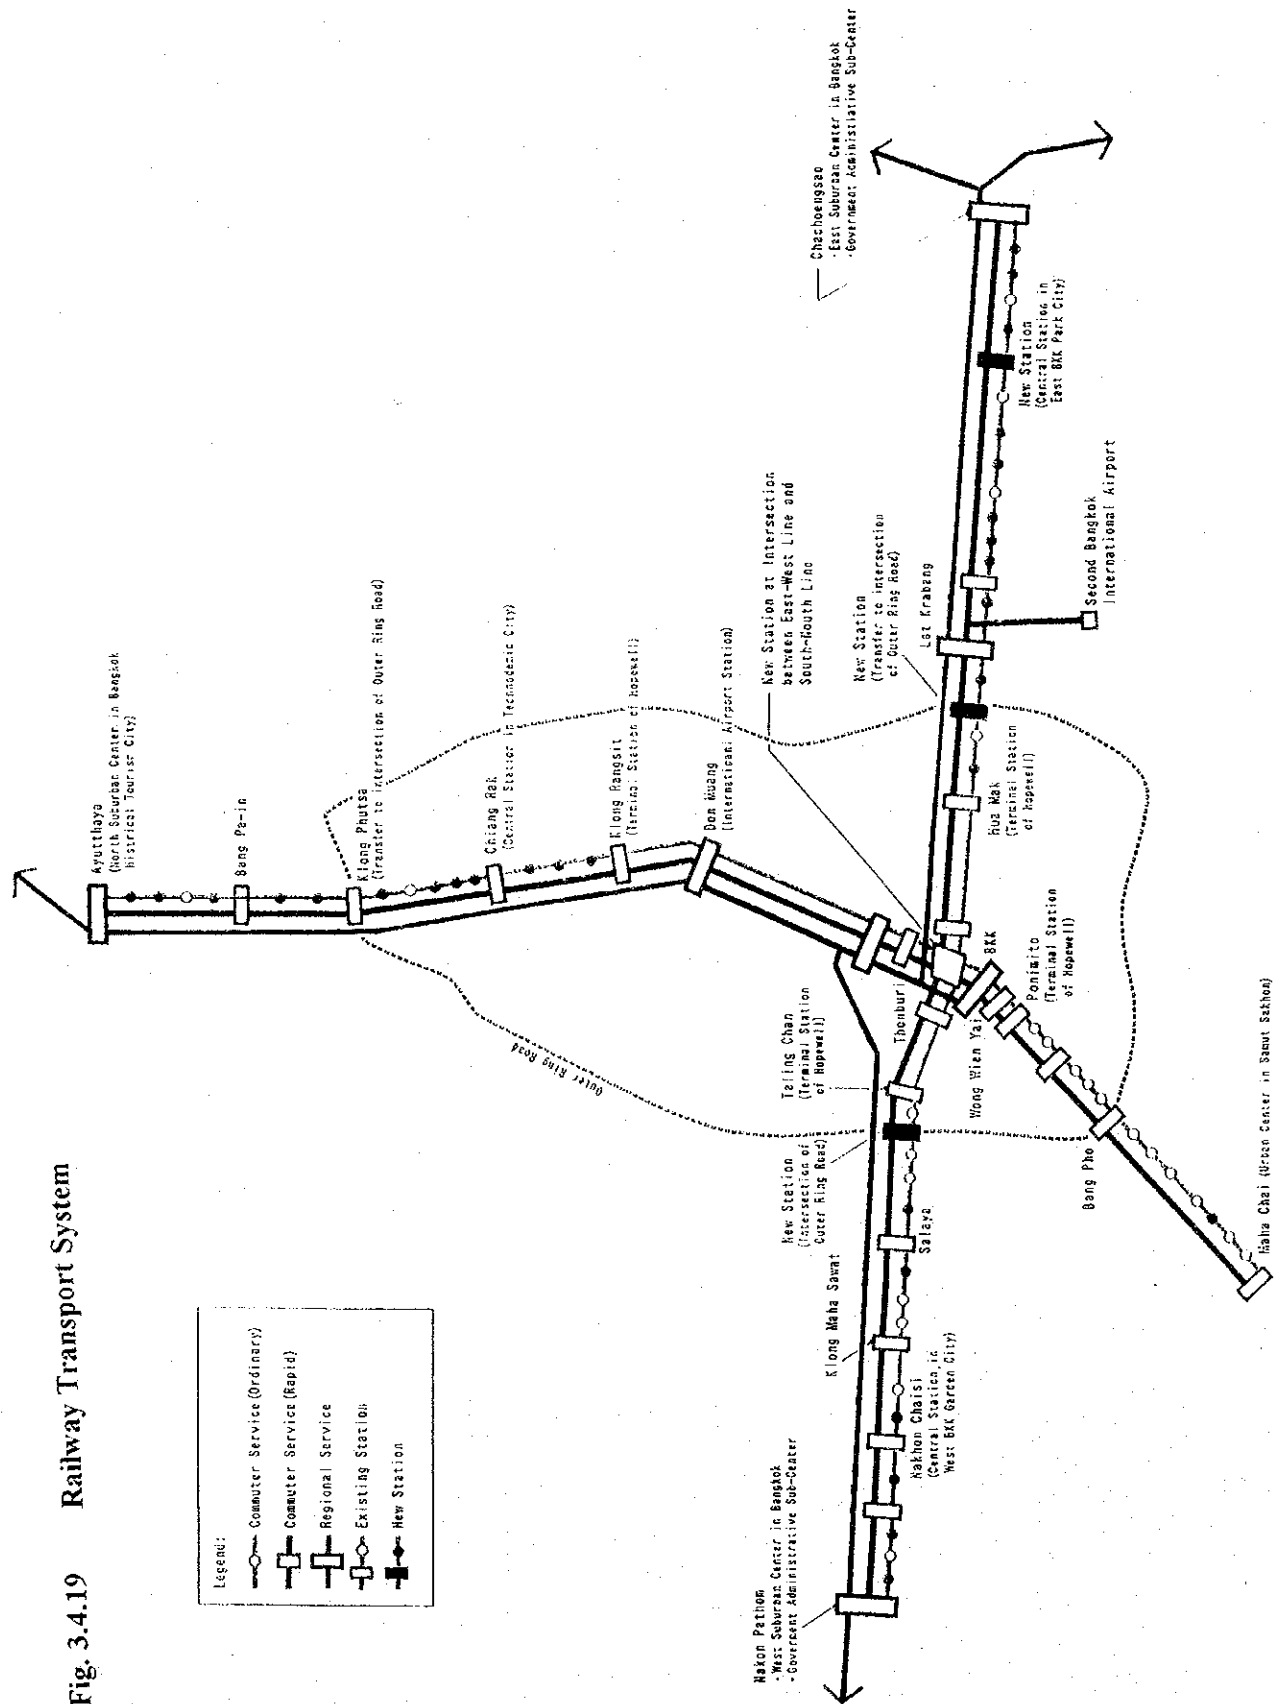 Fig. 3.4.19 Railway Transport System
Legend:
Commuter Service (Ordinary)
Commuter Service (Rapid)
Regional Service
Existing Station
New Station
Ayutthaya
(North Suburban Center in Bangkok
Historical Tourist City)
Bang Pa-in
Klong Phutsa
(Transfer to intersection of Outer Ring Road)
Chiang Rak
(Central Station in Technodemic City)
Klong Rangsit
(Terminal Station of Hopewell)
Don Muang
(International Airport Station)
Outer Ring Road
New Station at Intersection
between East-West Line and
South-North Line
New Station
(Transfer to intersection
of Outer Ring Road)
Lat Krabang
Chachoengsao
·East Suburban Center in Bangkok
·Government Administiative Sub-Center
New Station
(Central Station in
East BKK Park City)
Second Bangkok
International Airport
Hua Mak
(Terminal Station
of Hopewell)
BKK
Ponimito
(Terminal Station
of Hopewell)
Thonburi
Wong Wien Yai
Taling Chan
(Terminal Station
of Hopewell)
New Station
(Intersection of
Outer Ring Road)
Salaya
Klong Maha Sawat
Nakhon Chaisi
(Central Station, in
West BKK Garden City)
Nakon Pathom
·West Suburban Center in Bangkok
·Goverment Administrative Sub-Center
Bang Pho
Maha Chai (Urban Center in Samut Sakhon)